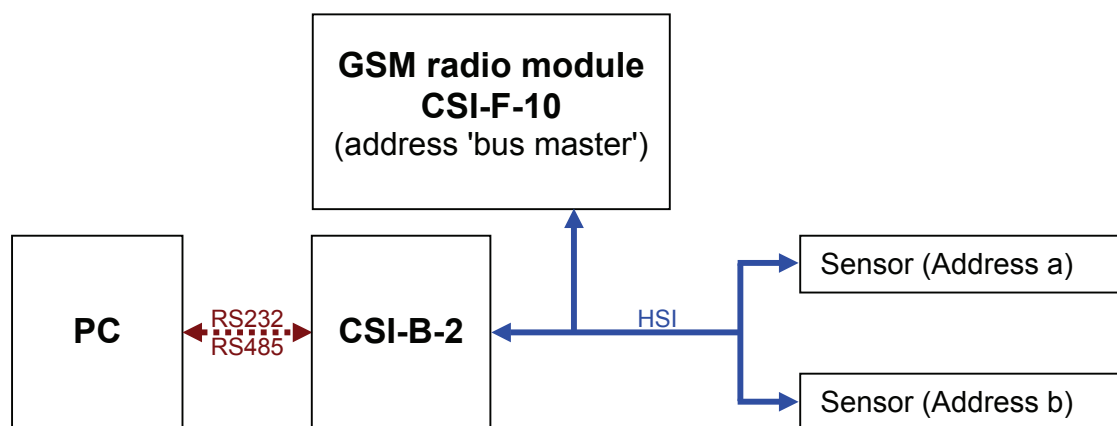 GSM radio module
CSI-F-10
(address 'bus master')
PC
RS232
RS485
CSI-B-2
HSI
Sensor (Address a)
Sensor (Address b)